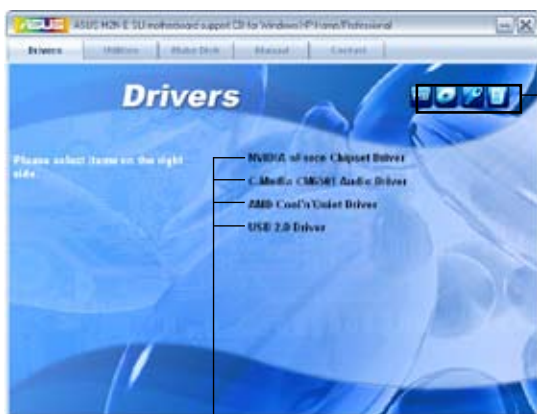 ASUS
ASUS M2N-E SLI motherboard support CD for Windows XP Home/Professional
Drivers
Utilities
Make Disk
Manual
Contact
Drivers
Please select items on the right
side.
NVIDIA nForce Chipset Driver
C-Media CM6501 Audio Driver
AMD Cool'n'Quiet Driver
USB 2.0 Driver